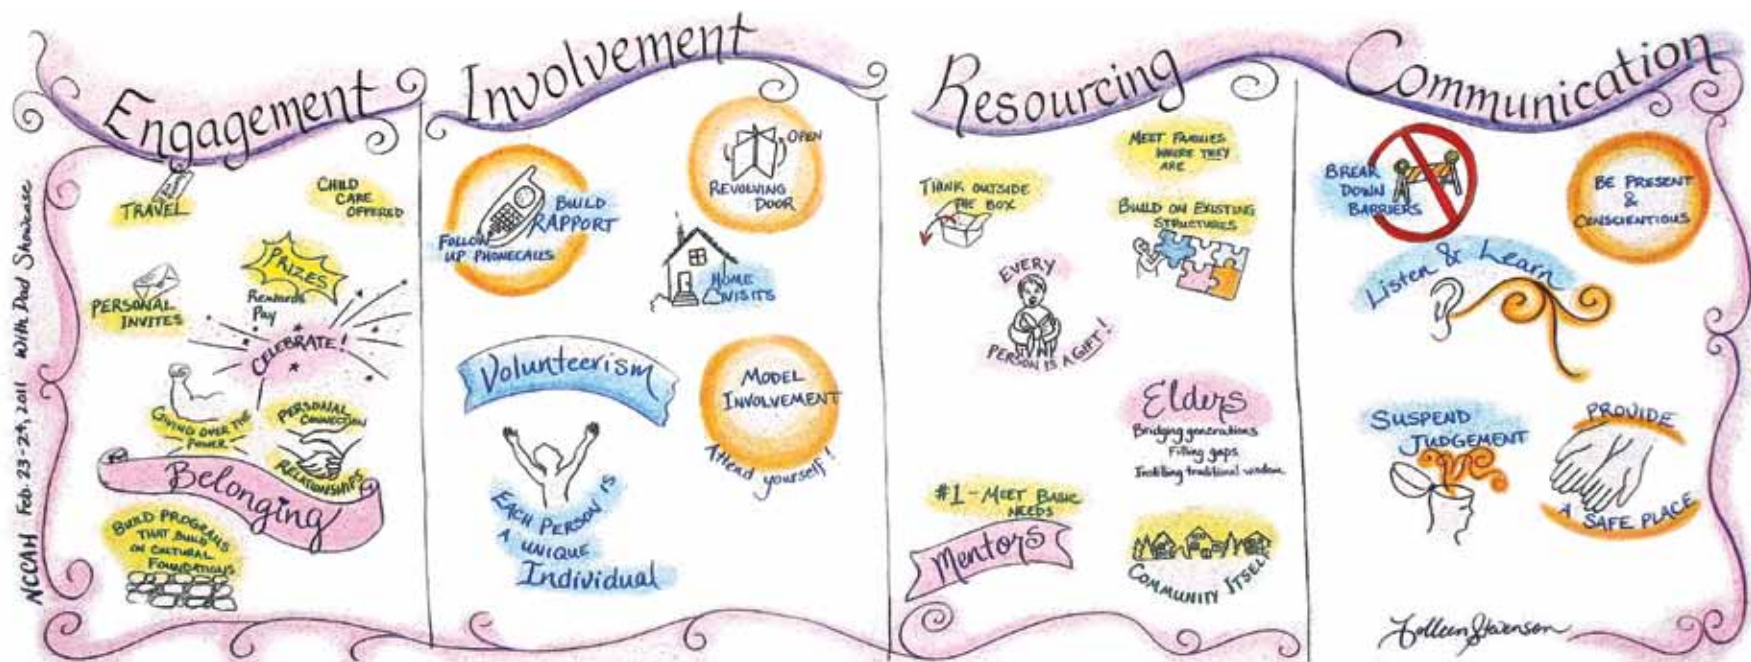 Engagement
TRAVEL
CHILD
CARE
OFFERED
PRIZES
Rewards
Pay
PERSONAL
INVITES
CELEBRATE!
GIVING OVER THE
POWER
PERSONAL
CONNECTION
RELATIONSHIPS
Belonging
BUILD PROGRAMS
THAT BUILD
ON CULTURAL
FOUNDATIONS
Involvement
BUILD
RAPPORT
FOLLOW
UP PHONECALLS
OPEN
REVOLVING
DOOR
HOME
VISITS
Volunteerism
MODEL
INVOLVEMENT
Attend yourself!
EACH PERSON IS
A UNIQUE
Individual
Resourcing
THINK OUTSIDE
THE BOX
MEET FAMILIES
WHERE THEY
ARE
BUILD ON EXISTING
STRUCTURES
EVERY
PERSON IS A GIFT!
Elders
Bridging generations
Filling gaps
Instilling traditional wisdom
#1-MEET BASIC
NEEDS
Mentors
COMMUNITY ITSELF
Communication
BREAK
DOWN
BARRIERS
BE PRESENT
&
CONSCIENTIOUS
Listen & Learn
SUSPEND
JUDGEMENT
PROVIDE
A SAFE PLACE
Colleen Stevenson
NCCAH Feb. 23-24, 2011 With Dad Showcase